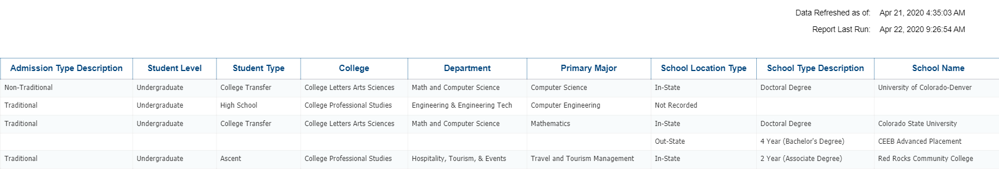 Data Refreshed as of: Apr 21, 2020 4:35:03 AM
Report Last Run: Apr 22, 2020 9:26:54 AM
Admission Type Description Student Level Student Type College Department Primary Major School Location Type School Type Description School Name
Non-Traditional Undergraduate College Transfer College Letters Arts Sciences Math and Computer Science Computer Science In-State Doctoral Degree University of Colorado-Denver
Traditional Undergraduate High School College Professional Studies Engineering & Engineering Tech Computer Engineering Not Recorded
Traditional Undergraduate College Transfer College Letters Arts Sciences Math and Computer Science Mathematics In-State Doctoral Degree Colorado State University
Out-State 4 Year (Bachelor's Degree) CEEB Advanced Placement
Traditional Undergraduate Ascent College Professional Studies Hospitality, Tourism, & Events Travel and Tourism Management In-State 2 Year (Associate Degree) Red Rocks Community College